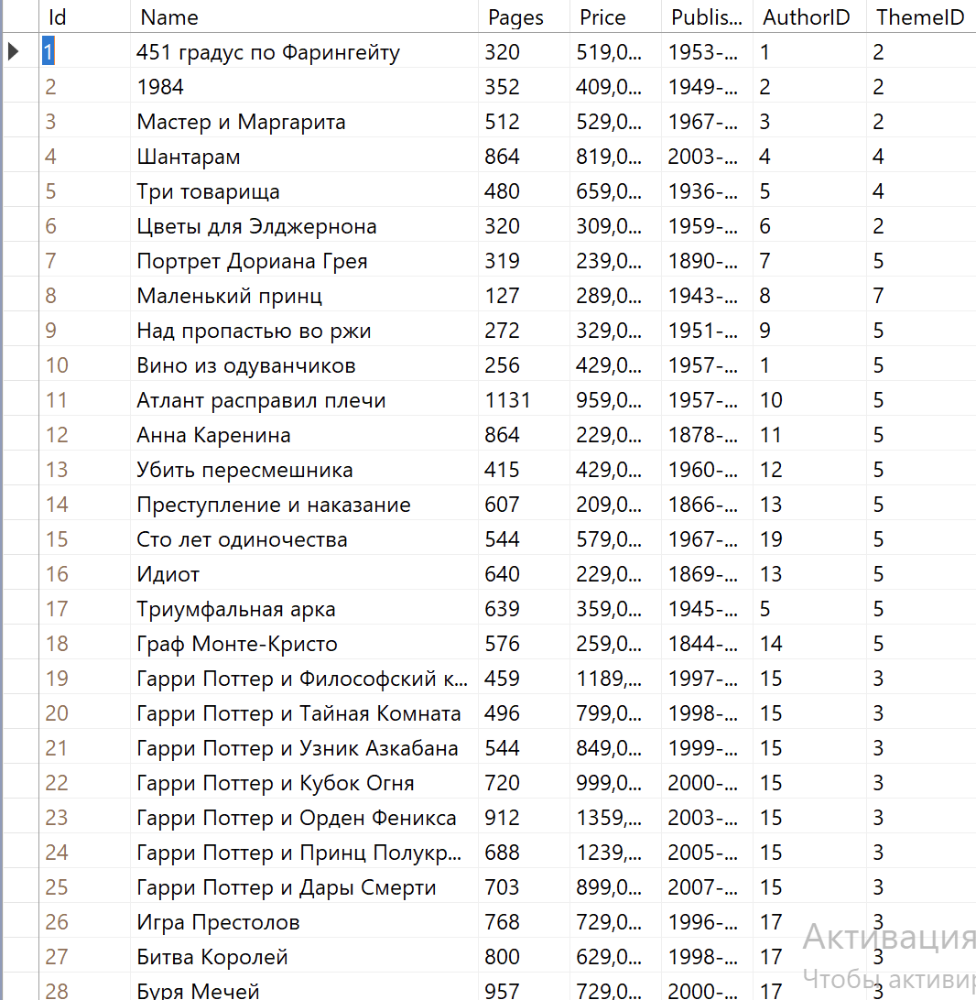 Id Name Pages Price Publis... AuthorID ThemeID
1 451 градус по Фарингейту 320 519,0... 1953-... 1 2
2 1984 352 409,0... 1949-... 2 2
3 Мастер и Маргарита 512 529,0... 1967-... 3 2
4 Шантарам 864 819,0... 2003-... 4 4
5 Три товарища 480 659,0... 1936-... 5 4
6 Цветы для Элджернона 320 309,0... 1959-... 6 2
7 Портрет Дориана Грея 319 239,0... 1890-... 7 5
8 Маленький принц 127 289,0... 1943-... 8 7
9 Над пропастью во ржи 272 329,0... 1951-... 9 5
10 Вино из одуванчиков 256 429,0... 1957-... 1 5
11 Атлант расправил плечи 1131 959,0... 1957-... 10 5
12 Анна Каренина 864 229,0... 1878-... 11 5
13 Убить пересмешника 415 429,0... 1960-... 12 5
14 Преступление и наказание 607 209,0... 1866-... 13 5
15 Сто лет одиночества 544 579,0... 1967-... 19 5
16 Идиот 640 229,0... 1869-... 13 5
17 Триумфальная арка 639 359,0... 1945-... 5 5
18 Граф Монте-Кристо 576 259,0... 1844-... 14 5
19 Гарри Поттер и Философский к... 459 1189,... 1997-... 15 3
20 Гарри Поттер и Тайная Комната 496 799,0... 1998-... 15 3
21 Гарри Поттер и Узник Азкабана 544 849,0... 1999-... 15 3
22 Гарри Поттер и Кубок Огня 720 999,0... 2000-... 15 3
23 Гарри Поттер и Орден Феникса 912 1359,... 2003-... 15 3
24 Гарри Поттер и Принц Полукр... 688 1239,... 2005-... 15 3
25 Гарри Поттер и Дары Смерти 703 899,0... 2007-... 15 3
26 Игра Престолов 768 729,0... 1996-... 17 3
Активация
27 Битва Королей 800 629,0... 1998-... 17 3
Чтобы активир
28 Буря Мечей 957 729,0... 2000-... 17 3